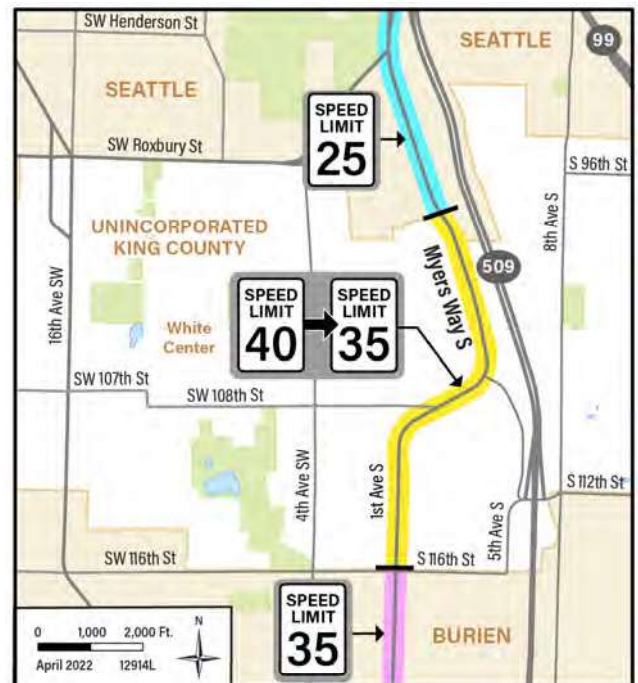 SW Henderson St
SEATTLE
99
SEATTLE
SPEED
LIMIT
25
SW Roxbury St
S 96th St
8th Ave S
UNINCORPORATED
KING COUNTY
16th Ave SW
Myers Way S
509
SPEED
LIMIT
40
SPEED
LIMIT
35
White
Center
SW 107th St
SW 108th St
4th Ave SW
1st Ave S
5th Ave S
S 112th St
SW 116th St
S 116th St
SPEED
LIMIT
35
BURIEN
0 1,000 2,000 Ft.
N
April 2022 12914L